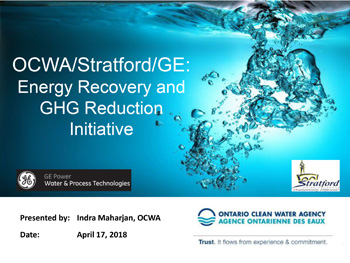 OCWA/Stratford/GE:
Energy Recovery and
GHG Reduction
Initiative
GE Power
Water & Process Technologies
Stratford
Presented by: Indra Maharjan, OCWA
Date: April 17, 2018
ONTARIO CLEAN WATER AGENCY
AGENCE ONTARIENNE DES EAUX
Trust. It flows from experience & commitment.